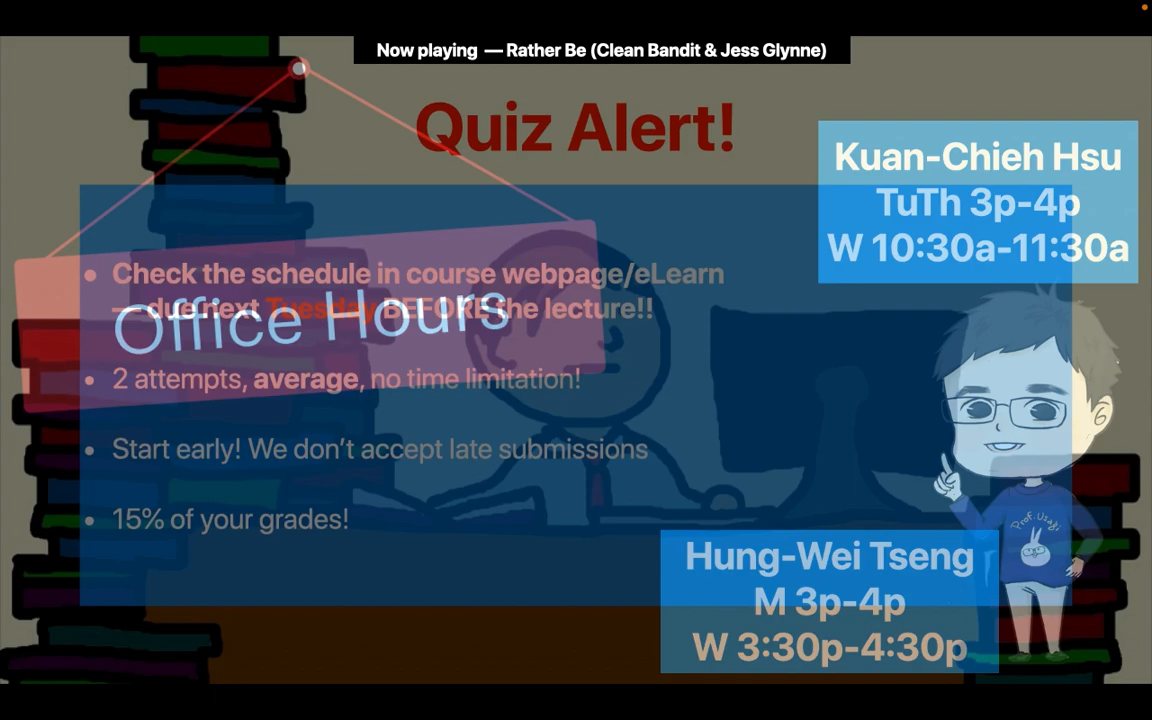 Now playing — Rather Be (Clean Bandit & Jess Glynne)
Quiz Alert!
Kuan-Chieh Hsu
TuTh 3p-4p
W 10:30a-11:30a
• Check the schedule in course webpage/eLearn
— due next Tuesday BEFORE the lecture!!
Office Hours
• 2 attempts, average, no time limitation!
• Start early! We don’t accept late submissions
• 15% of your grades!
Prof. Usagi
Hung-Wei Tseng
M 3p-4p
W 3:30p-4:30p